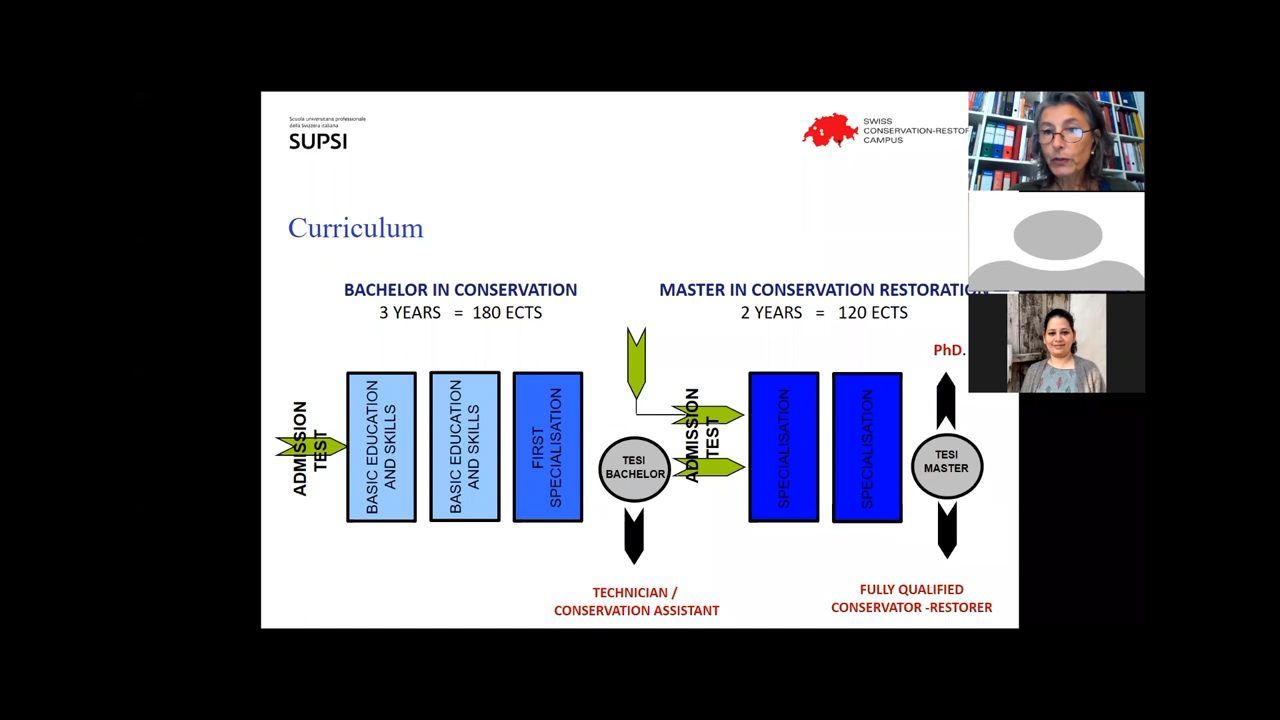 Scuola universitaria professionale
della Svizzera italiana
SUPSI
SWISS
CONSERVATION-RESTOR
CAMPUS
Curriculum
BACHELOR IN CONSERVATION
3 YEARS = 180 ECTS
MASTER IN CONSERVATION RESTORATION
2 YEARS = 120 ECTS
PhD.
ADMISSION
TEST
BASIC EDUCATION
AND SKILLS
BASIC EDUCATION
AND SKILLS
FIRST
SPECIALISATION
TESI
BACHELOR
ADMISSION
TEST
SPECIALISATION
SPECIALISATION
TESI
MASTER
TECHNICIAN /
CONSERVATION ASSISTANT
FULLY QUALIFIED
CONSERVATOR -RESTORER